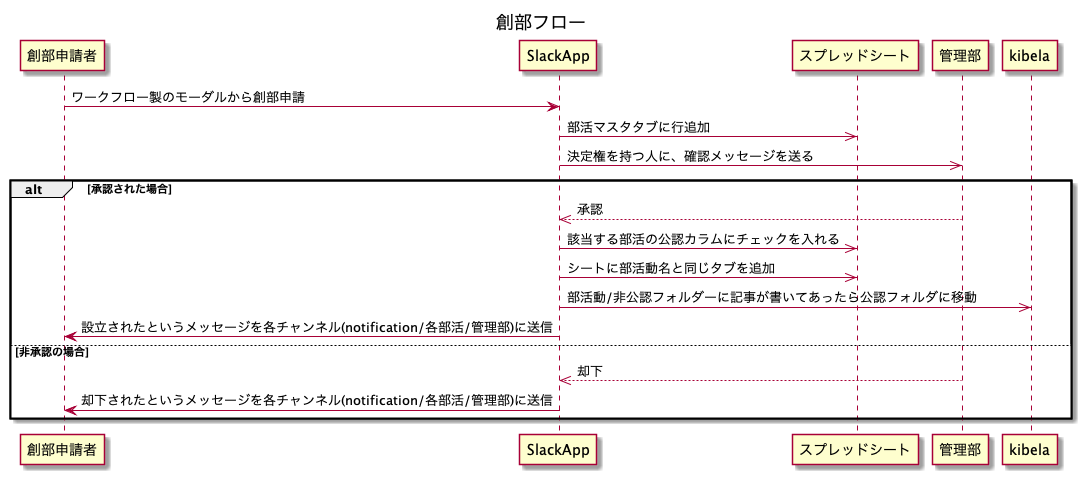 創部フロー
創部申請者 SlackApp スプレッドシート 管理部 kibela
ワークフロー製のモーダルから創部申請
部活マスタタブに行追加
決定権を持つ人に、確認メッセージを送る
alt [承認された場合]
承認
該当する部活の公認カラムにチェックを入れる
シートに部活動名と同じタブを追加
部活動/非公認フォルダーに記事が書いてあったら公認フォルダに移動
設立されたというメッセージを各チャンネル(notification/各部活/管理部)に送信
[非承認の場合]
却下
却下されたというメッセージを各チャンネル(notification/各部活/管理部)に送信
創部申請者 SlackApp スプレッドシート 管理部 kibela